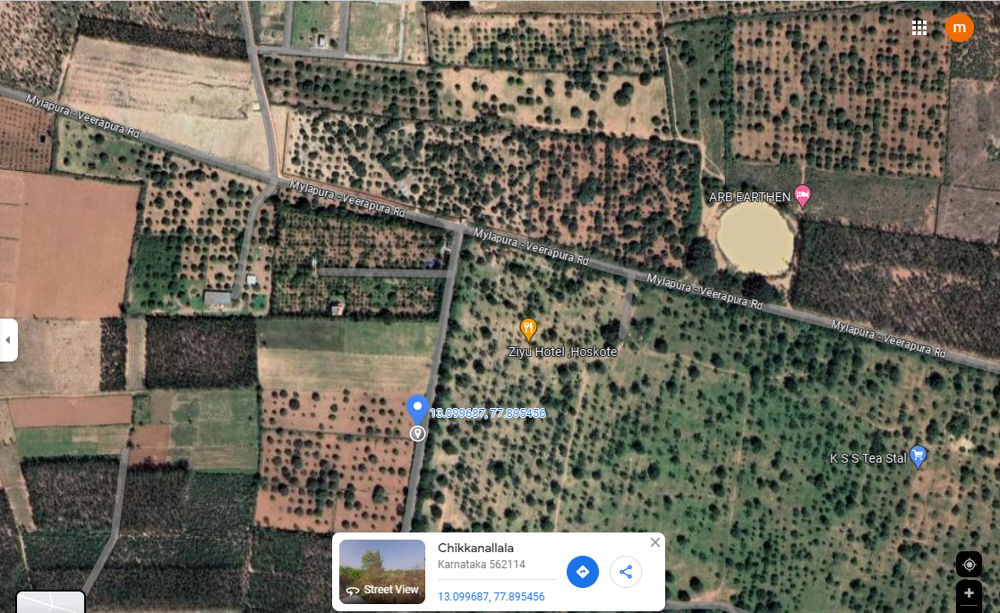 m
Mylapura - Veerapura Rd
Mylapura - Veerapura Rd
ARB EARTHEN
Mylapura - Veerapura Rd
Mylapura - Veerapura Rd
Mylapura - Veerapura Rd
Ziyu Hotel ,Hoskote
13.099687, 77.895456
K S S Tea Stal
Chikkanallala
Karnataka 562114
Street View
13.099687, 77.895456